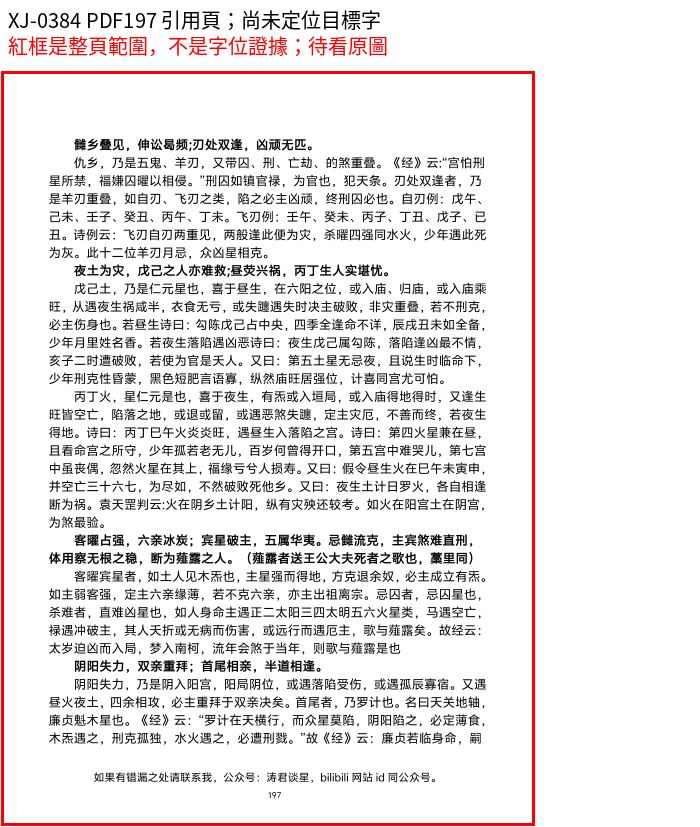 XJ-0384 PDF197 引用頁；尚未定位目標字
紅框是整頁範圍，不是字位證據；待看原圖
雠乡叠见，伸讼曷频;刃处双逢，凶顽无匹。
仇乡，乃是五鬼、羊刃，又带囚、刑、亡劫、的煞重叠。《经》云:“宫怕刑
星所禁，福嫌囚曜以相侵。”刑囚如镇官禄，为官也，犯天条。刃处双逢者，乃
是羊刃重叠，如自刃、飞刃之类，陷之必主凶顽，终刑囚必也。自刃例：戊午、
己未、壬子、癸丑、丙午、丁未。飞刃例：壬午、癸未、丙子、丁丑、戊子、已
丑。诗例云：飞刃自刃两重见，两般逢此便为灾，杀曜四强同水火，少年遇此死
为灰。此十二位羊刃月忌，众凶星相克。
夜土为灾，戊己之人亦难救;昼荧兴祸，丙丁生人实堪忧。
戊己土，乃是仁元星也，喜于昼生，在六阳之位，或入庙、归庙，或入庙乘
旺，从遇夜生祸咸半，衣食无亏，或失躔遇失时决主破败，非灾重叠，若不刑克，
必主伤身也。若昼生诗曰：勾陈戊己占中央，四季全逢命不详，辰戌丑未如全备，
少年月里姓名香。若夜生落陷遇凶恶诗曰：夜生戊己属勾陈，落陷逢凶最不情，
亥子二时遭破败，若使为官是夭人。又曰：第五土星无忌夜，且说生时临命下，
少年刑克性昏蒙，黑色短肥言语寡，纵然庙旺居强位，计喜同宫尤可怕。
丙丁火，星仁元是也，喜于夜生，有炁或入垣局，或入庙得地得时，又逢生
旺皆空亡，陷落之地，或退或留，或遇恶煞失躔，定主灾厄，不善而终，若夜生
得地。诗曰：丙丁巳午火炎炎旺，遇昼生入落陷之宫。诗曰：第四火星兼在昼，
且看命宫之所守，少年孤若老无儿，百岁何曾得开口，第五宫中难哭儿，第七宫
中虽丧偶，忽然火星在其上，福缘亏兮人损寿。又曰：假令昼生火在巳午未寅申，
并空亡三十六七，为尽如，不然破败死他乡。又曰：夜生土计日罗火，各自相逢
断为祸。袁天罡判云:火在阴乡土计阳，纵有灾殃还较考。如火在阳宫土在阴宫，
为煞最验。
客曜占强，六亲冰炭；宾星破主，五属华夷。忌雠流克，主宾煞难直刑，
体用察无根之稳，断为薤露之人。（薤露者送王公大夫死者之歌也，藁里同）
客曜宾星者，如土人见木炁也，主星强而得地，方克退余奴，必主成立有炁。
如主弱客强，定主六亲缘薄，若不克六亲，亦主出祖离宗。忌囚者，忌囚星也，
杀难者，直难凶星也，如人身命主遇正二太阳三四太明五六火星类，马遇空亡，
禄遇冲破主，其人夭折或无病而伤害，或远行而遇厄主，歌与薤露矣。故经云：
太岁迫凶而入局，梦入南柯，流年会煞于当年，则歌与薤露是也
阴阳失力，双亲重拜；首尾相亲，半道相逢。
阴阳失力，乃是阴入阳宫，阳局阴位，或遇落陷受伤，或遇孤辰寡宿。又遇
昼火夜土，四余相攻，必主重拜于双亲决矣。首尾者，乃罗计也。名曰天关地轴，
廉贞魁木星也。《经》云：“罗计在天横行，而众星莫陷，阴阳陷之，必定薄食，
木炁遇之，刑克孤独，水火遇之，必遭刑戮。”故《经》云：廉贞若临身命，嗣
如果有错漏之处请联系我，公众号：涛君谈星，bilibili 网站 id 同公众号。
197